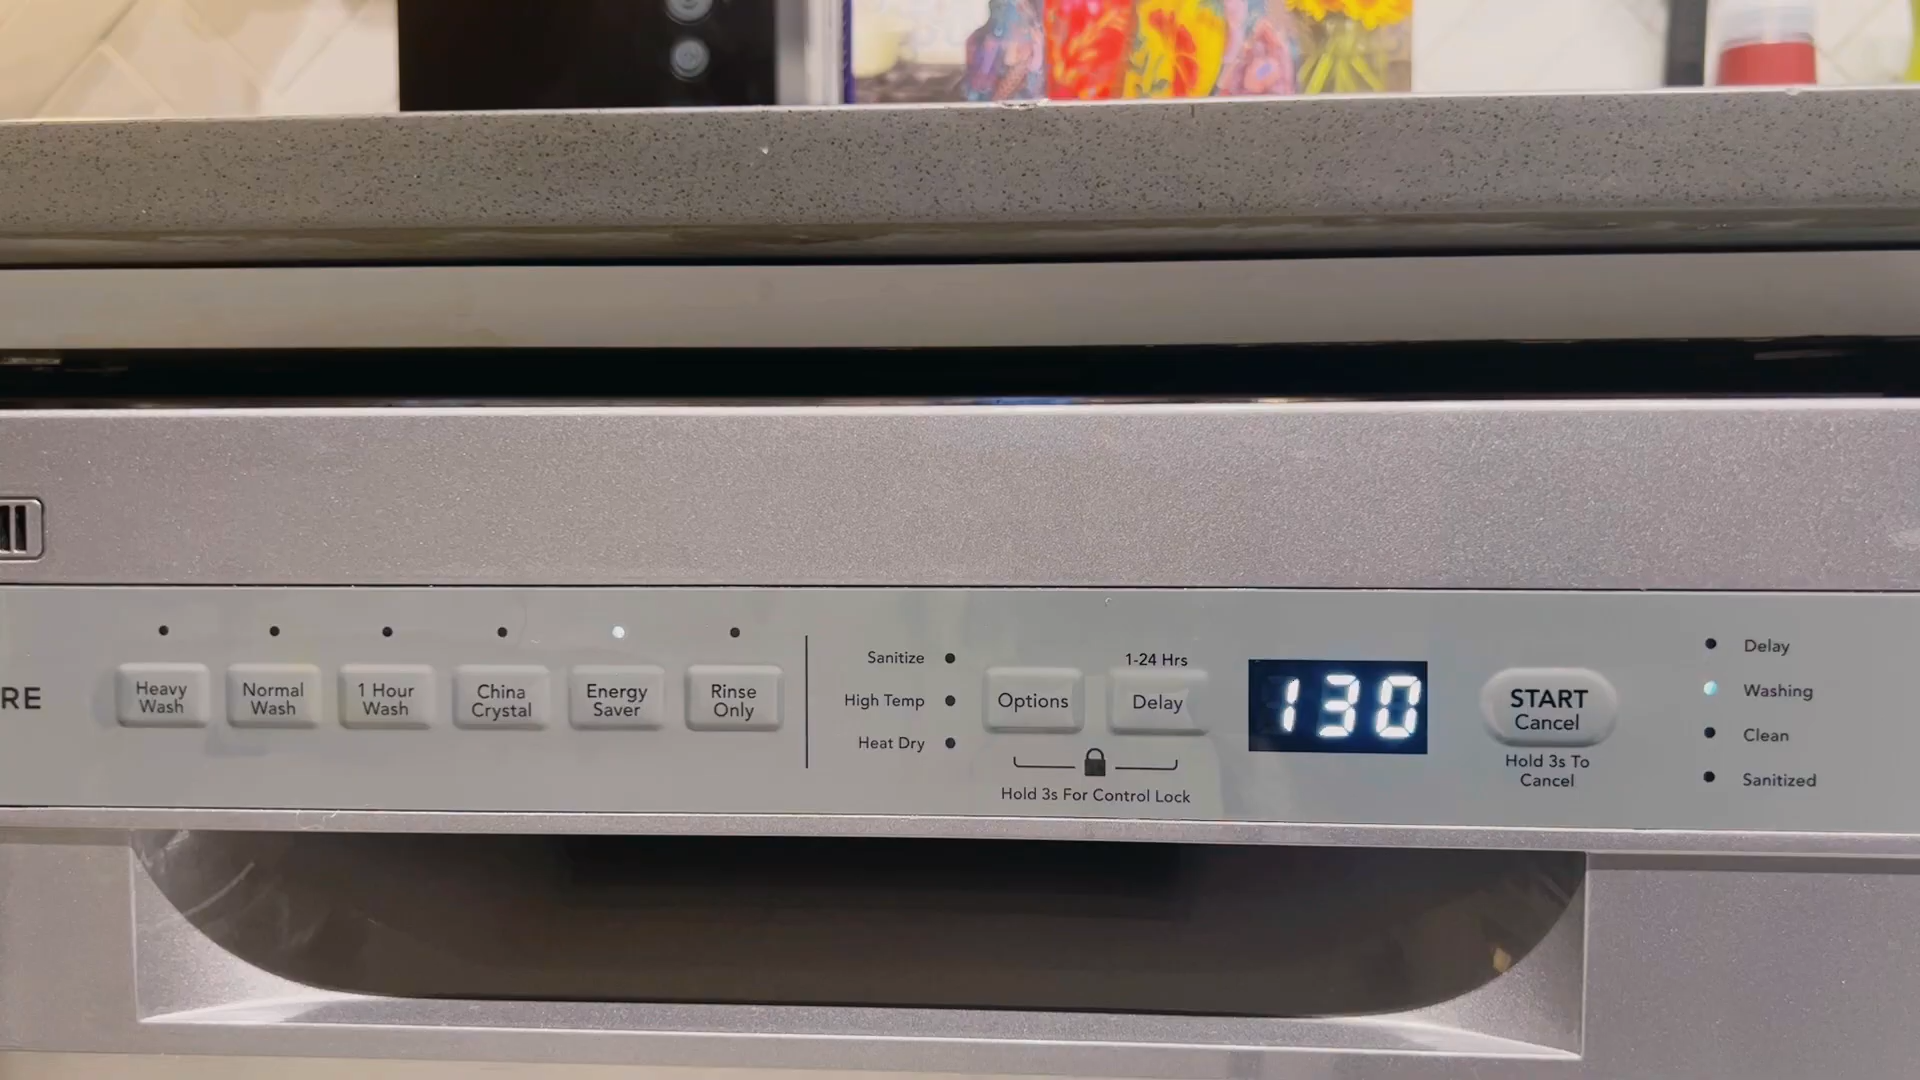 RE
Heavy
Wash
Normal
Wash
1 Hour
Wash
China
Crystal
Energy
Saver
Rinse
Only
Sanitize
High Temp
Heat Dry
Options
1-24 Hrs
Delay
Hold 3s For Control Lock
130
START
Cancel
Hold 3s To
Cancel
Delay
Washing
Clean
Sanitized